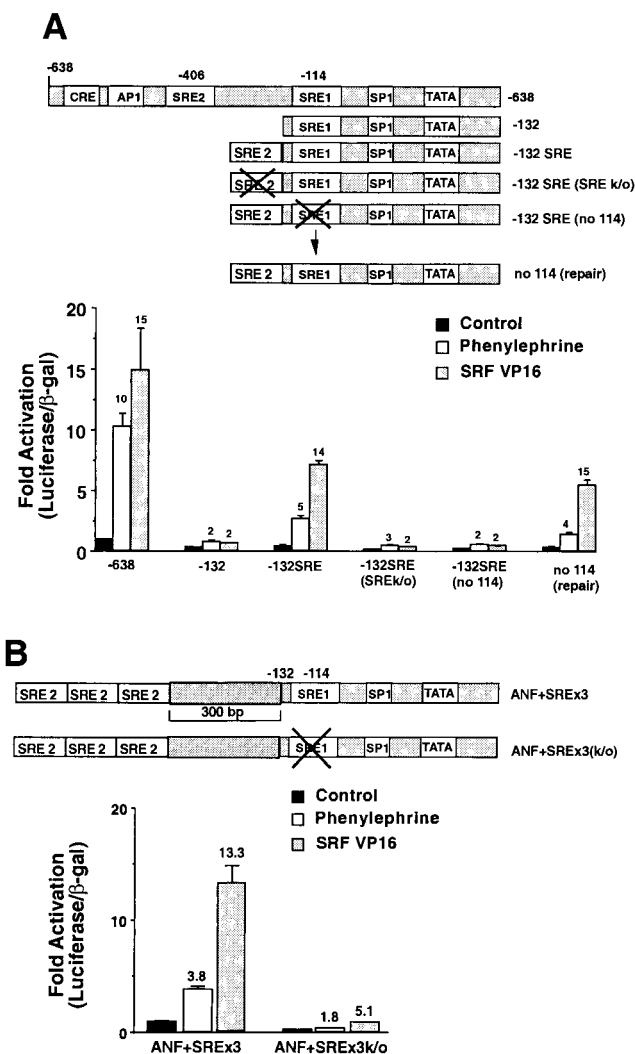 A
-638 -406 -114
CRE AP1 SRE2 SRE1 SP1 TATA -638
SRE1 SP1 TATA -132
SRE 2 SRE1 SP1 TATA -132 SRE
SRE 2 SRE1 SP1 TATA -132 SRE (SRE k/o)
SRE 2 SRE1 SP1 TATA -132 SRE (no 114)
SRE 2 SRE1 SP1 TATA no 114 (repair)
Fold Activation
(Luciferase/β-gal)
20
15
10
5
0
Control
Phenylephrine
SRF VP16
10 15
2 2
5 14
3 2
2 2
4 15
-638 -132 -132SRE -132SRE (SREk/o) -132SRE (no 114) no 114 (repair)
B
-132 -114
SRE 2 SRE 2 SRE 2 SRE1 SP1 TATA ANF+SREx3
300 bp
SRE 2 SRE 2 SRE 2 SRE1 SP1 TATA ANF+SREx3(k/o)
Fold Activation
(Luciferase/β-gal)
20
10
0
Control
Phenylephrine
SRF VP16
3.8 13.3
1.8 5.1
ANF+SREx3 ANF+SREx3k/o